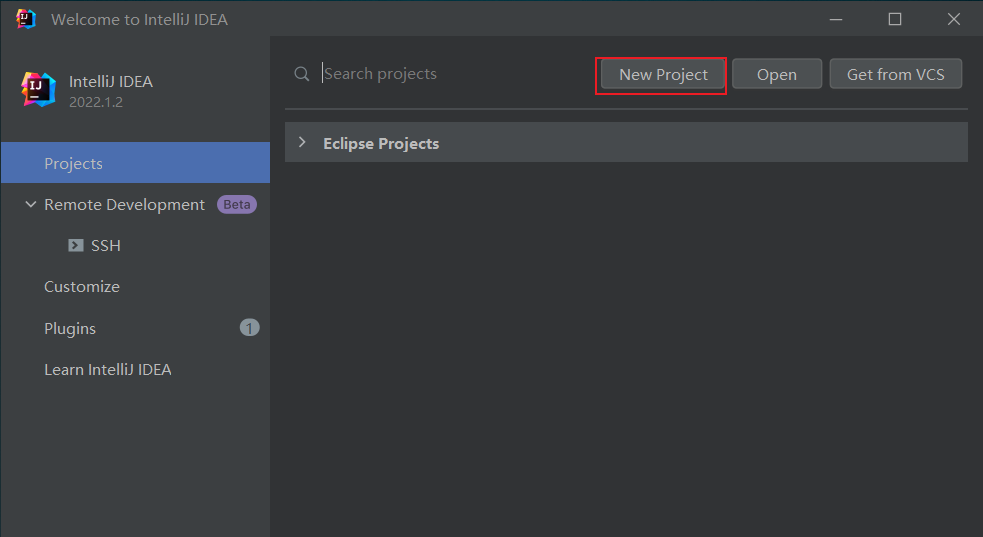 Welcome to IntelliJ IDEA
IJ
IntelliJ IDEA
2022.1.2
Search projects
New Project
Open
Get from VCS
Projects
Eclipse Projects
Remote Development Beta
SSH
Customize
Plugins 1
Learn IntelliJ IDEA